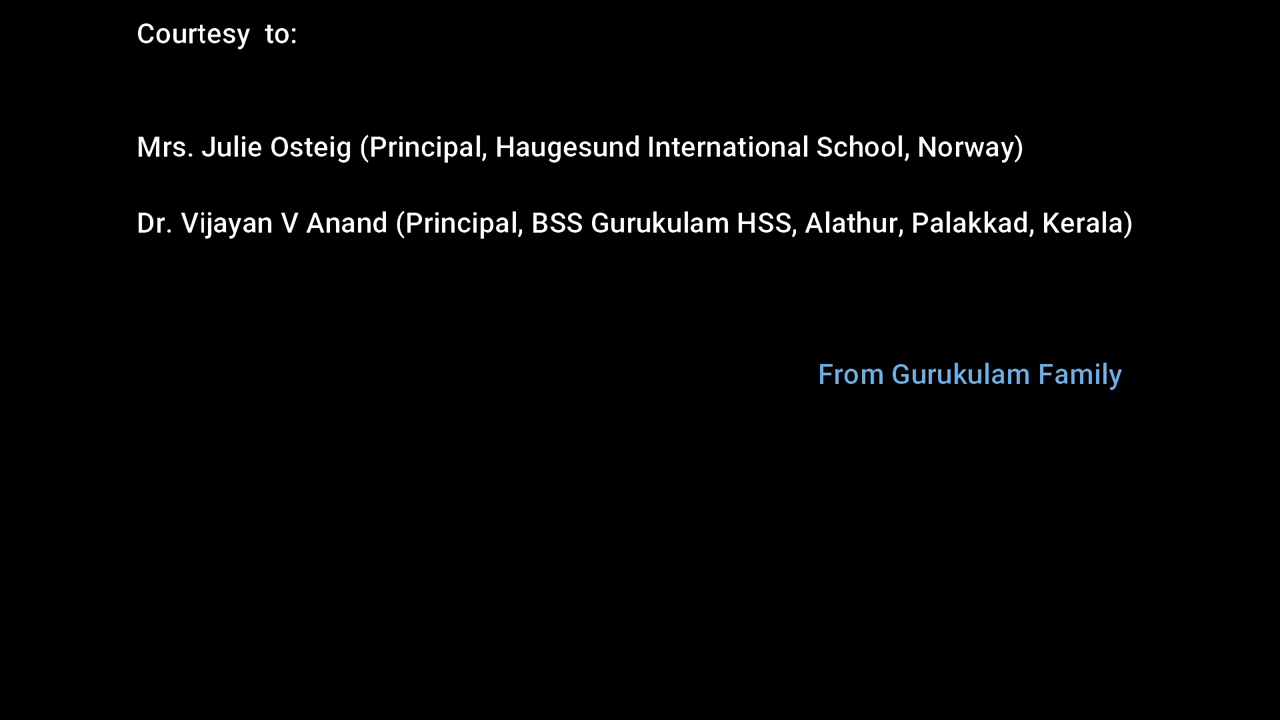 Courtesy  to:
Mrs. Julie Osteig (Principal, Haugesund International School, Norway)
Dr. Vijayan V Anand (Principal, BSS Gurukulam HSS, Alathur, Palakkad, Kerala)
From Gurukulam Family